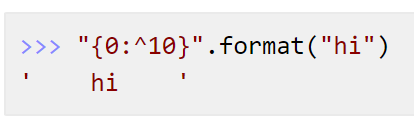 >>> "{0:^10}".format("hi")
'    hi    '